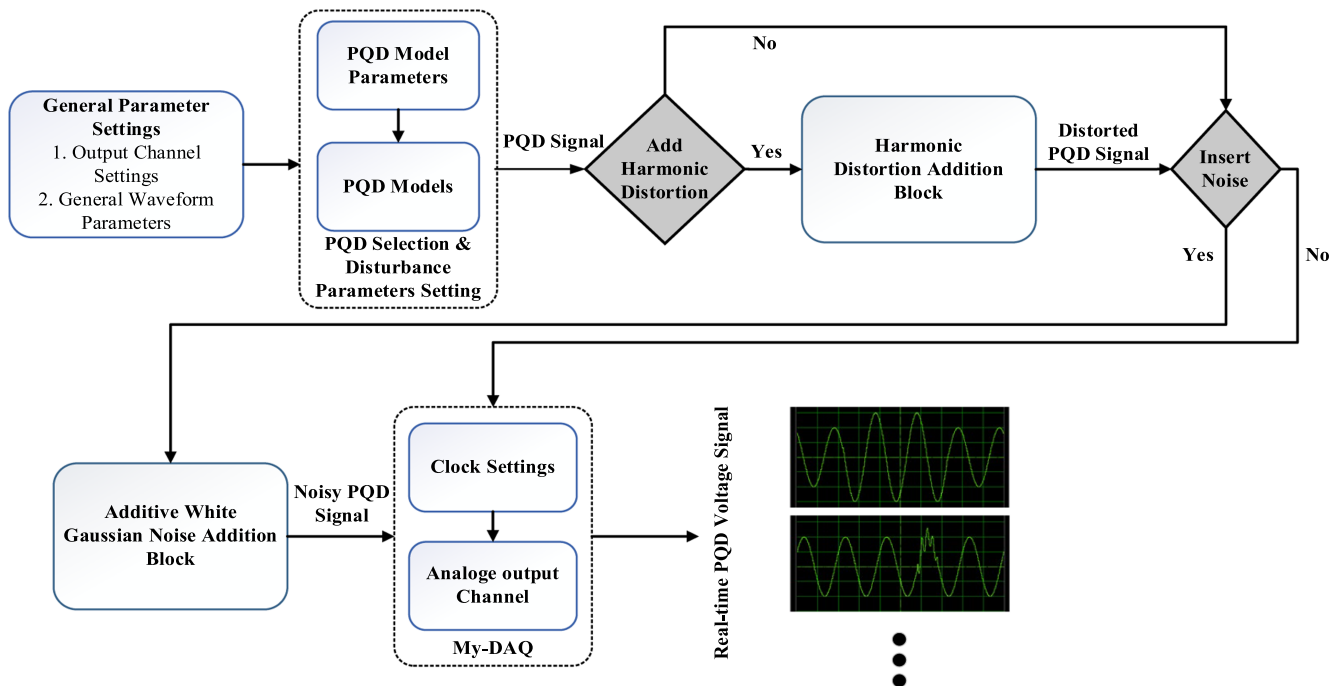 General Parameter
Settings
1. Output Channel
Settings
2. General Waveform
Parameters
PQD Model
Parameters
PQD Models
PQD Selection &
Disturbance
Parameters Setting
PQD Signal
Add
Harmonic
Distortion
No
Yes
Harmonic
Distortion Addition
Block
Distorted
PQD Signal
Insert
Noise
Yes
No
Additive White
Gaussian Noise Addition
Block
Noisy PQD
Signal
Clock Settings
Analoge output
Channel
My-DAQ
Real-time PQD Voltage Signal